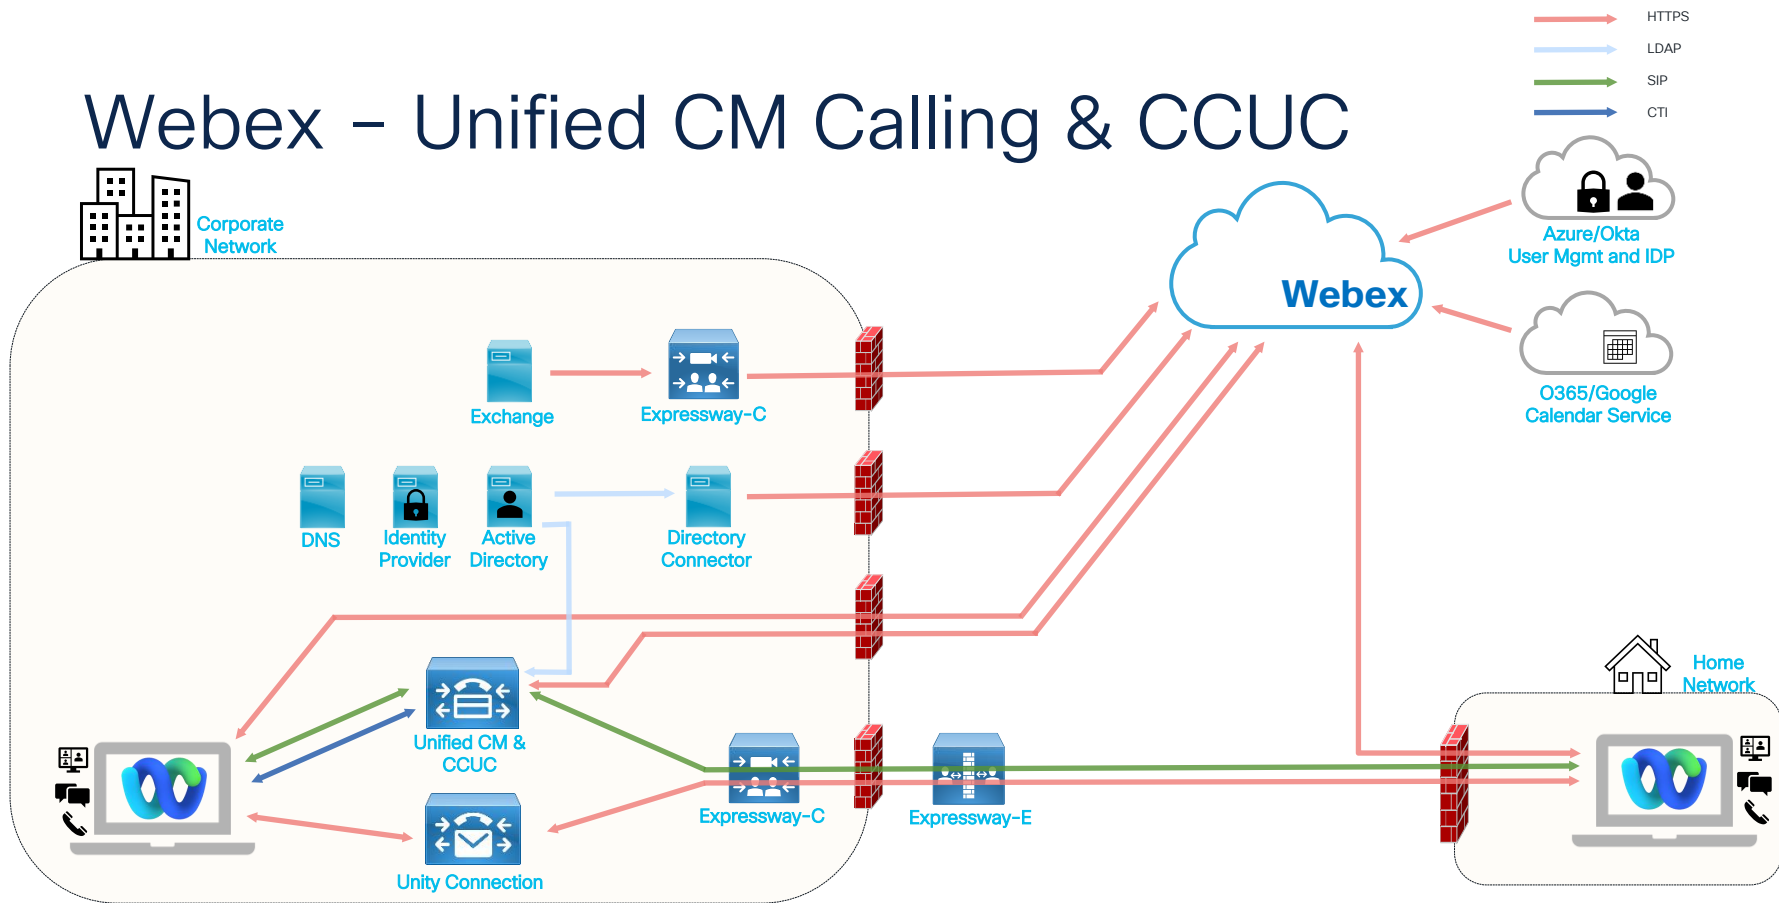 HTTPS
LDAP
SIP
CTI
Webex – Unified CM Calling & CCUC
Corporate
Network
Webex
Azure/Okta
User Mgmt and IDP
O365/Google
Calendar Service
Exchange
Expressway-C
DNS
Identity
Provider
Active
Directory
Directory
Connector
Unified CM &
CCUC
Unity Connection
Expressway-C
Expressway-E
Home
Network